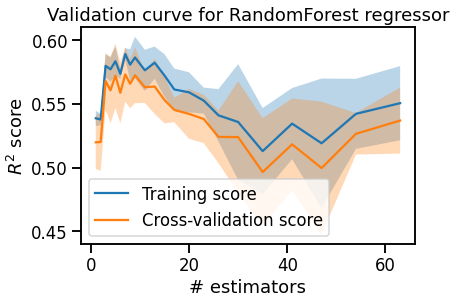 Validation curve for RandomForest regressor
0.60
0.55
0.50
0.45
R² score
Training score
Cross-validation score
0 20 40 60
# estimators